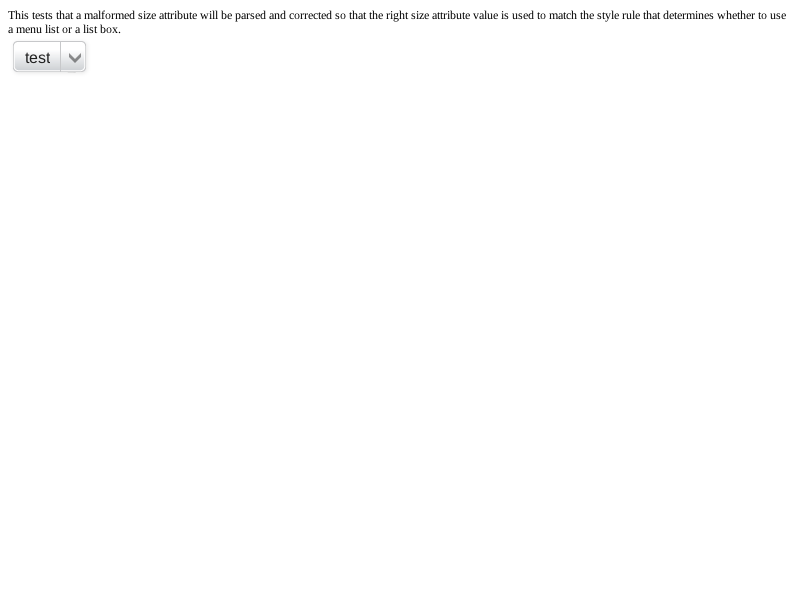 This tests that a malformed size attribute will be parsed and corrected so that the right size attribute value is used to match the style rule that determines whether to use
a menu list or a list box.
test